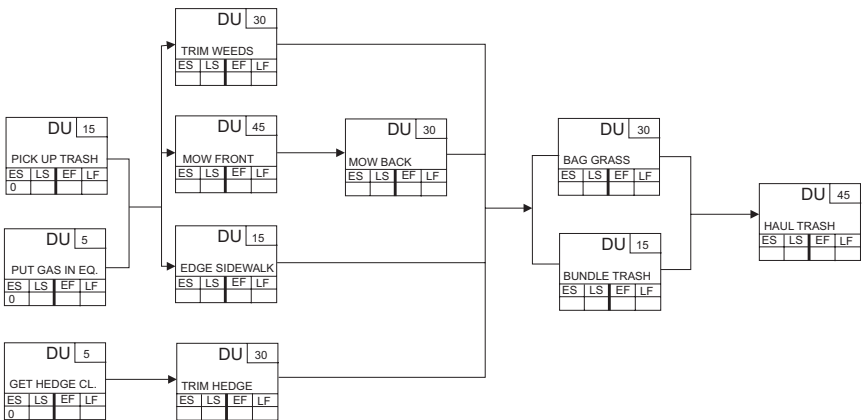 DU 30
TRIM WEEDS
ES LS EF LF
DU 15
PICK UP TRASH
ES LS EF LF
0
DU 45
MOW FRONT
ES LS EF LF
DU 30
MOW BACK
ES LS EF LF
DU 30
BAG GRASS
ES LS EF LF
DU 45
HAUL TRASH
ES LS EF LF
DU 5
PUT GAS IN EQ.
ES LS EF LF
0
DU 15
EDGE SIDEWALK
ES LS EF LF
DU 15
BUNDLE TRASH
ES LS EF LF
DU 5
GET HEDGE CL.
ES LS EF LF
0
DU 30
TRIM HEDGE
ES LS EF LF